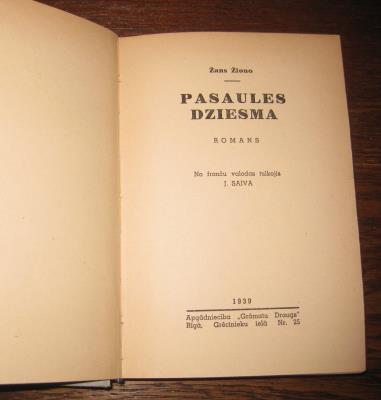 Žans Žiono
PASAULES
DZIESMA
ROMANS
No franču valodas tulkojis
J. SAIVA
1939
Apgādniecība „Grāmatu Draugs"
Rīgā, Grēcinieku ielā Nr. 25